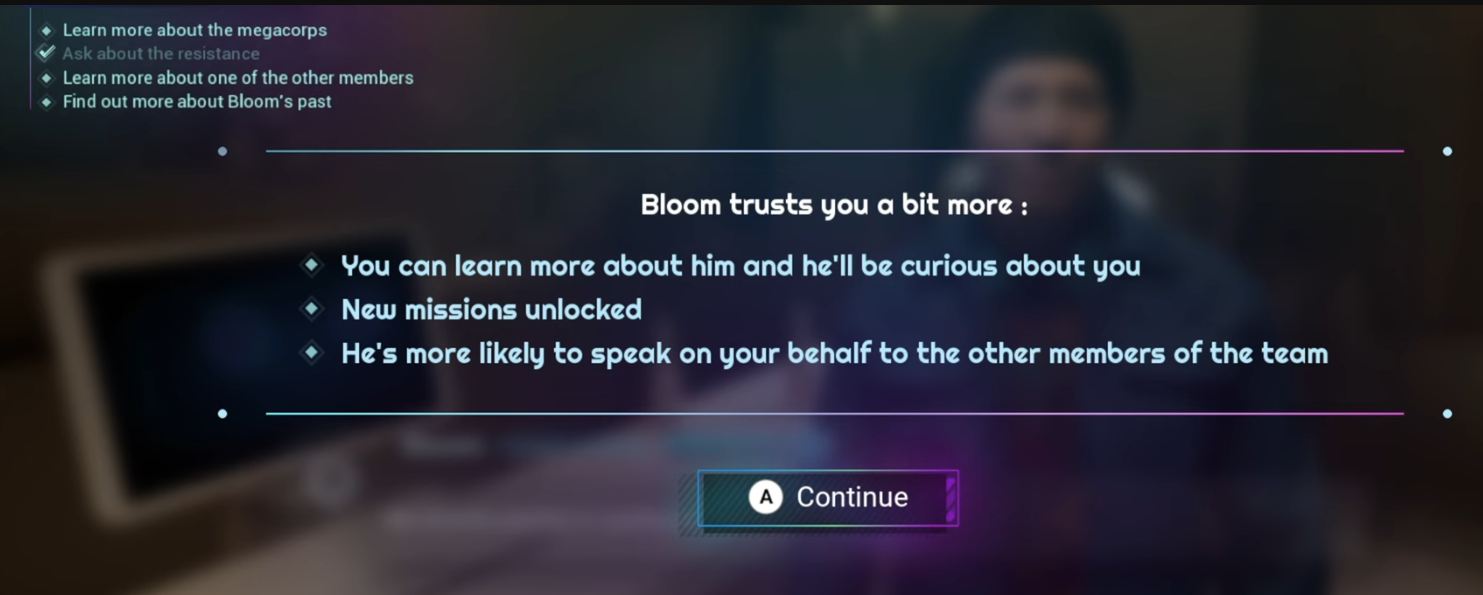 Learn more about the megacorps
Ask about the resistance
Learn more about one of the other members
Find out more about Bloom's past
Bloom trusts you a bit more :
You can learn more about him and he'll be curious about you
New missions unlocked
He's more likely to speak on your behalf to the other members of the team
A Continue